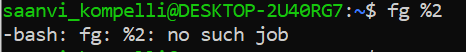 saanvi_kompelli@DESKTOP-2U40RG7:~$ fg %2
-bash: fg: %2: no such job